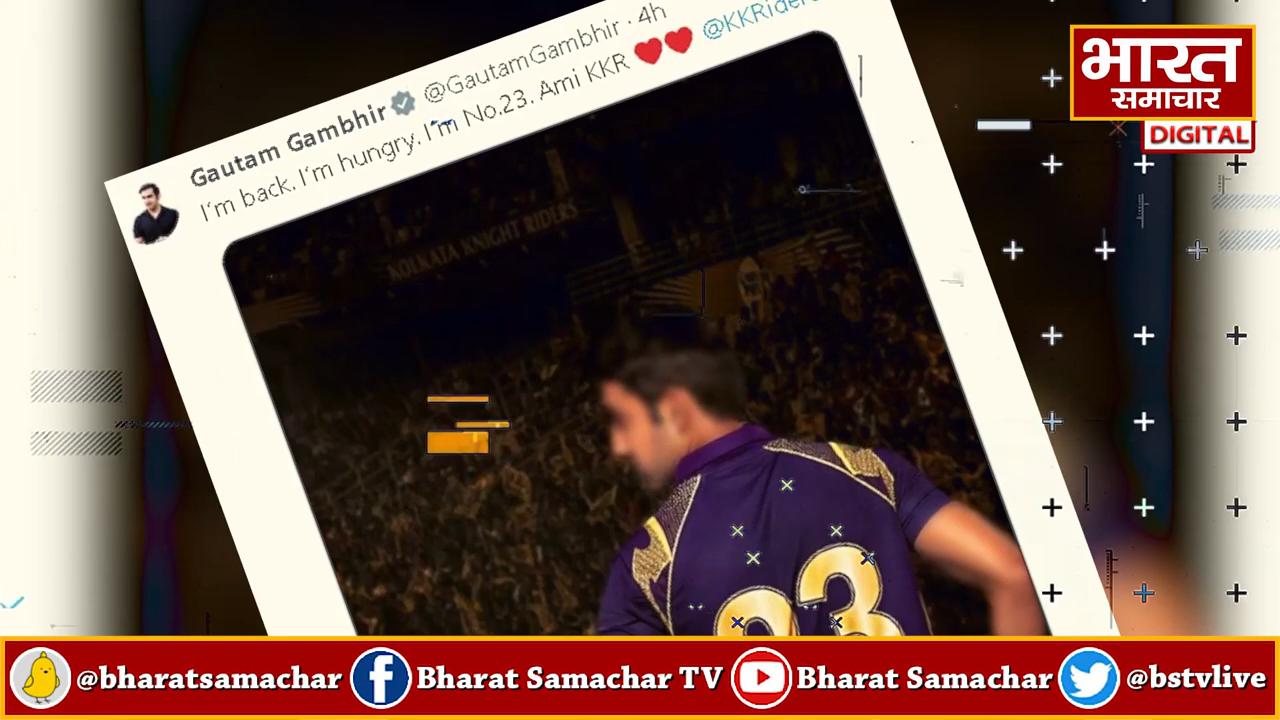 भारत
समाचार
DIGITAL
Gautam Gambhir @GautamGambhir · 4h
I'm back. I'm hungry. I'm No.23. Ami KKR ❤️❤️ @KKRiders
KOLKATA KNIGHT RIDERS
23
@bharatsamachar Bharat Samachar TV Bharat Samachar @bstvlive